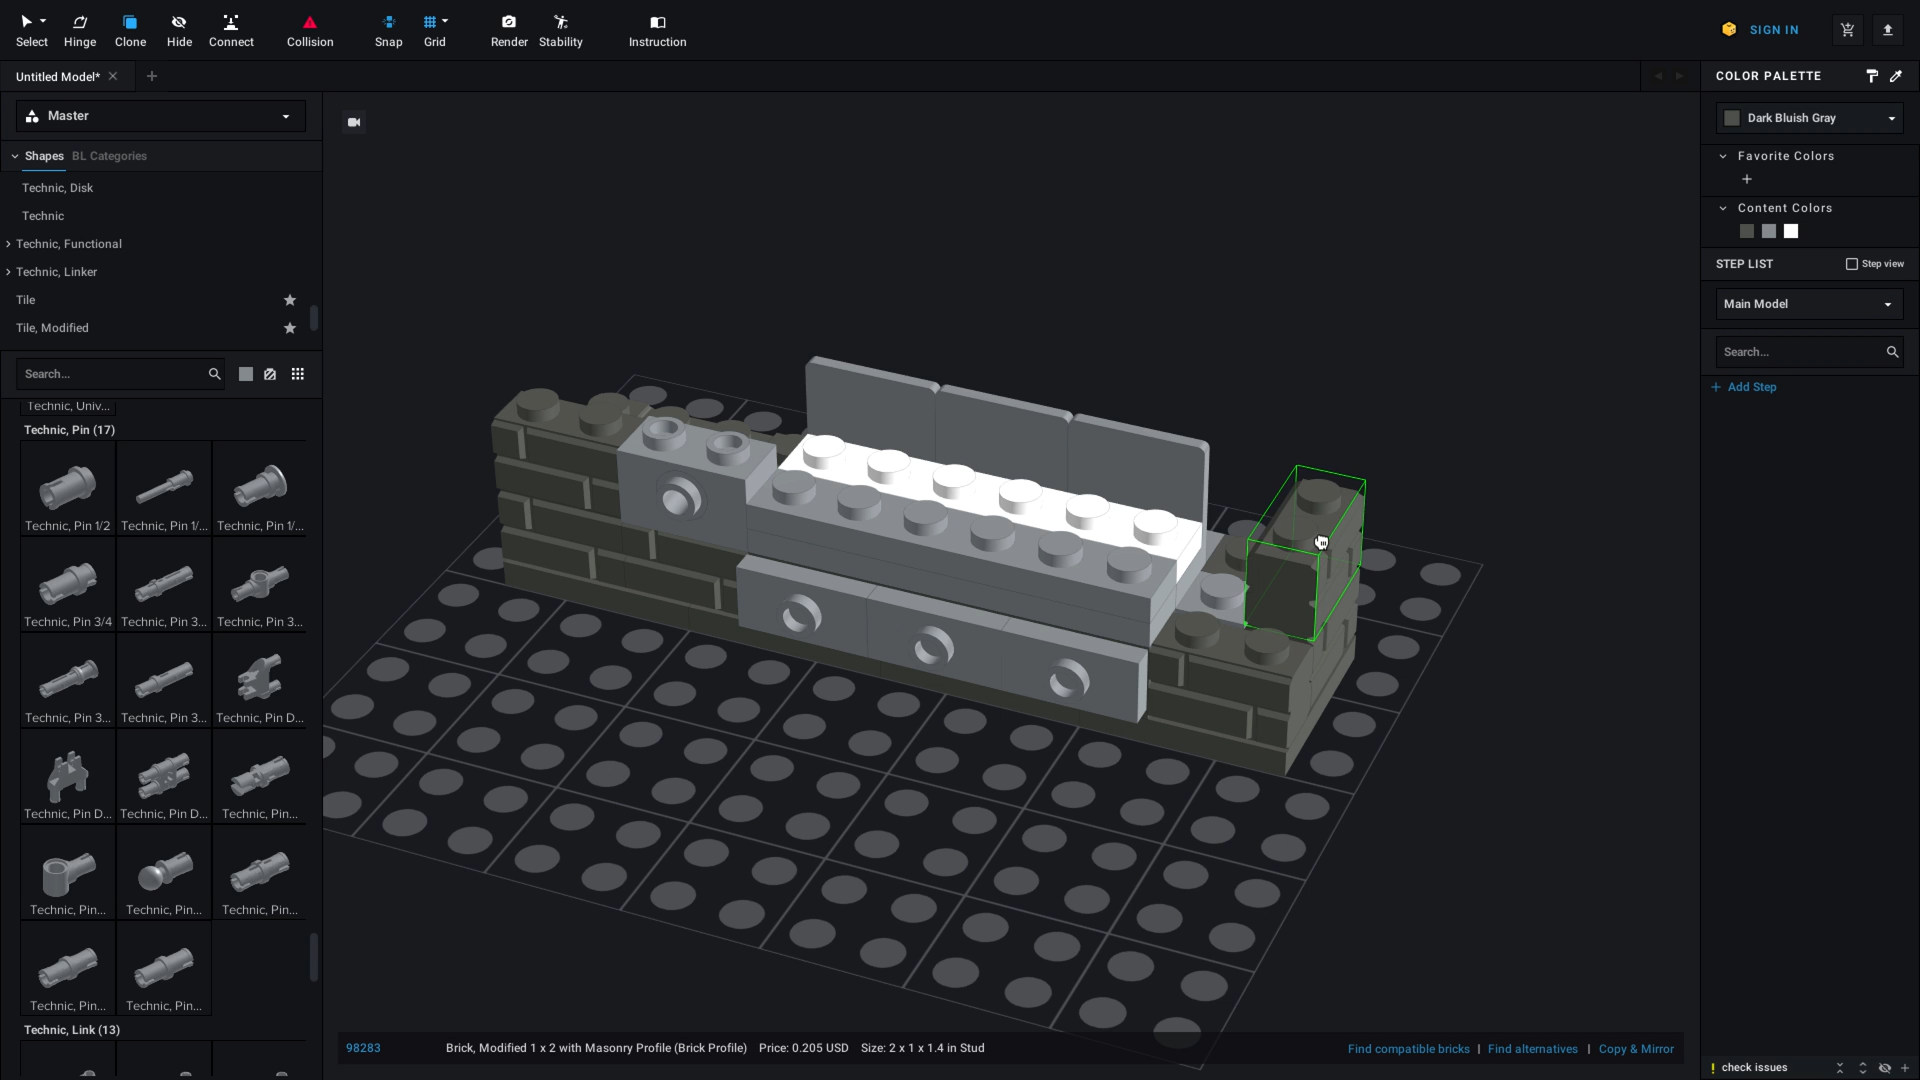 Select
Hinge
Clone
Hide
Connect
Collision
Snap
Grid
Render
Stability
Instruction
SIGN IN
Untitled Model*
COLOR PALETTE
Master
Dark Bluish Gray
Shapes
BL Categories
Favorite Colors
Technic, Disk
Technic
Content Colors
Technic, Functional
Technic, Linker
STEP LIST
Step view
Tile
Main Model
Tile, Modified
Search...
Search...
Add Step
Technic, Univ...
Technic, Pin (17)
Technic, Pin 1/2
Technic, Pin 1/...
Technic, Pin 1/...
Technic, Pin 3/4
Technic, Pin 3...
Technic, Pin 3...
Technic, Pin 3...
Technic, Pin 3...
Technic, Pin D...
Technic, Pin D...
Technic, Pin D...
Technic, Pin...
Technic, Pin...
Technic, Pin...
Technic, Pin...
Technic, Pin...
Technic, Pin...
Technic, Link (13)
98283
Brick, Modified 1 x 2 with Masonry Profile (Brick Profile)
Price: 0.205 USD
Size: 2 x 1 x 1.4 in Stud
Find compatible bricks | Find alternatives | Copy & Mirror
! check issues